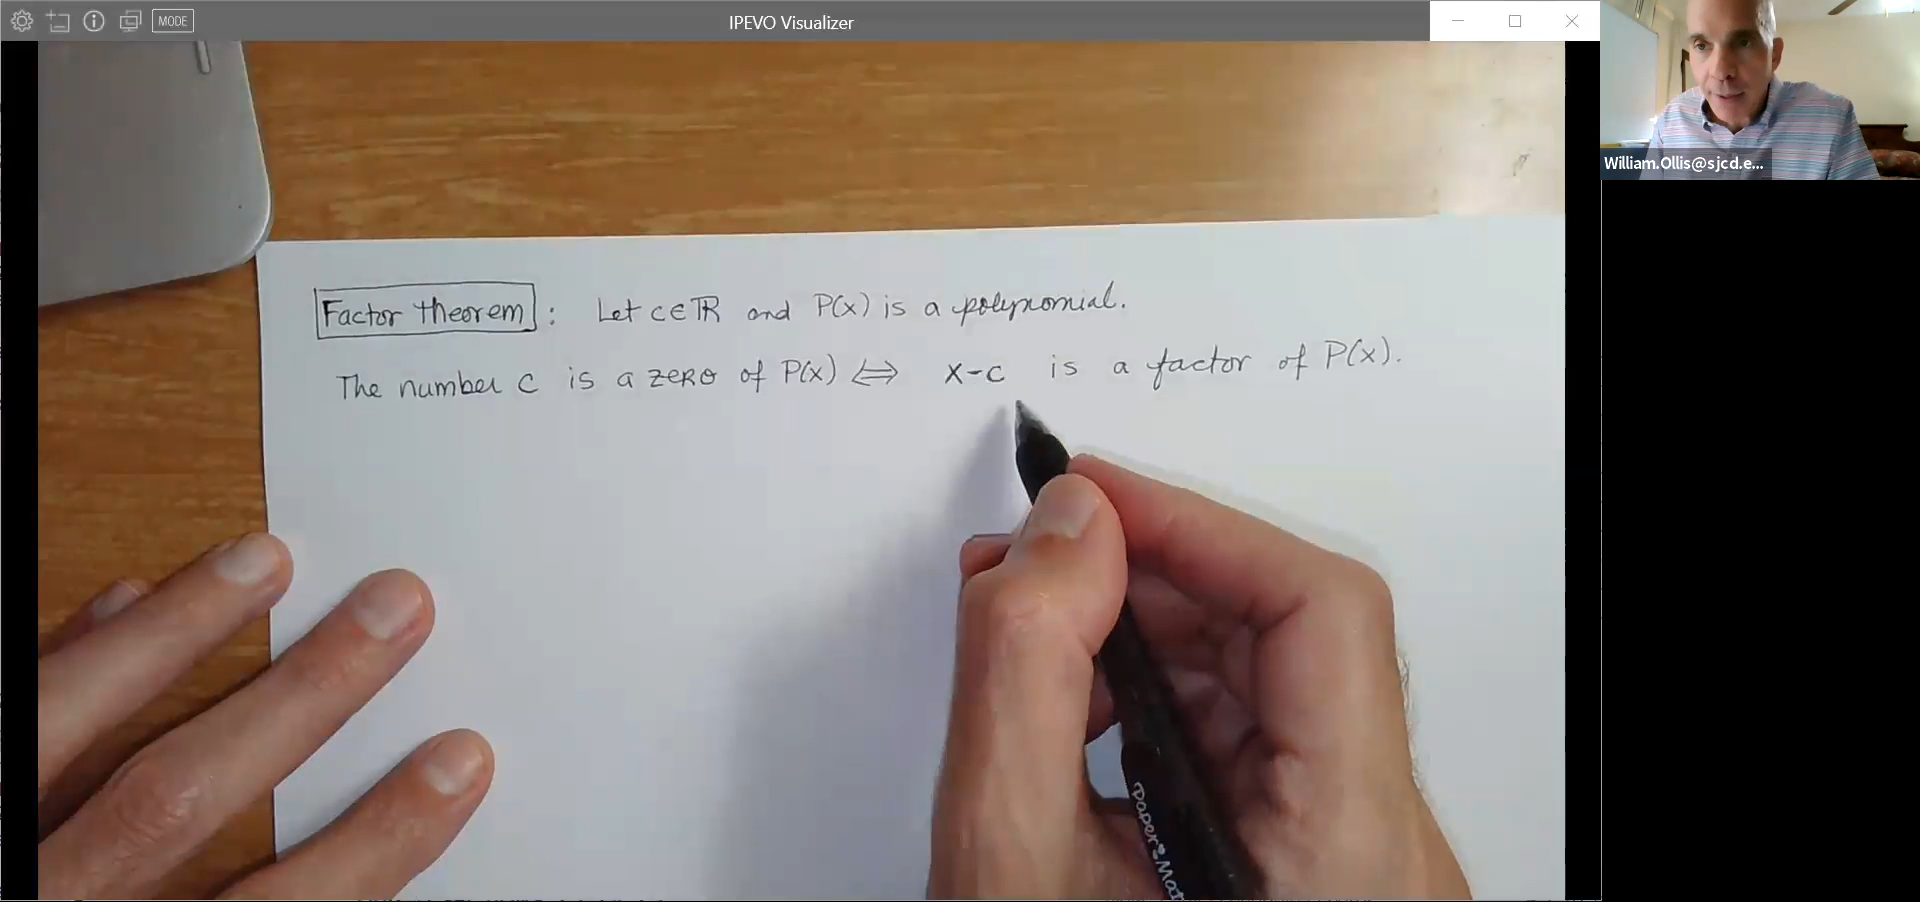 MODE
IPEVO Visualizer
William.Ollis@sjcd.e...
Factor theorem : Let c∈ℝ and P(x) is a polynomial.
The number c is a zero of P(x) ⇔ x-c is a factor of P(x).
Paper Mat